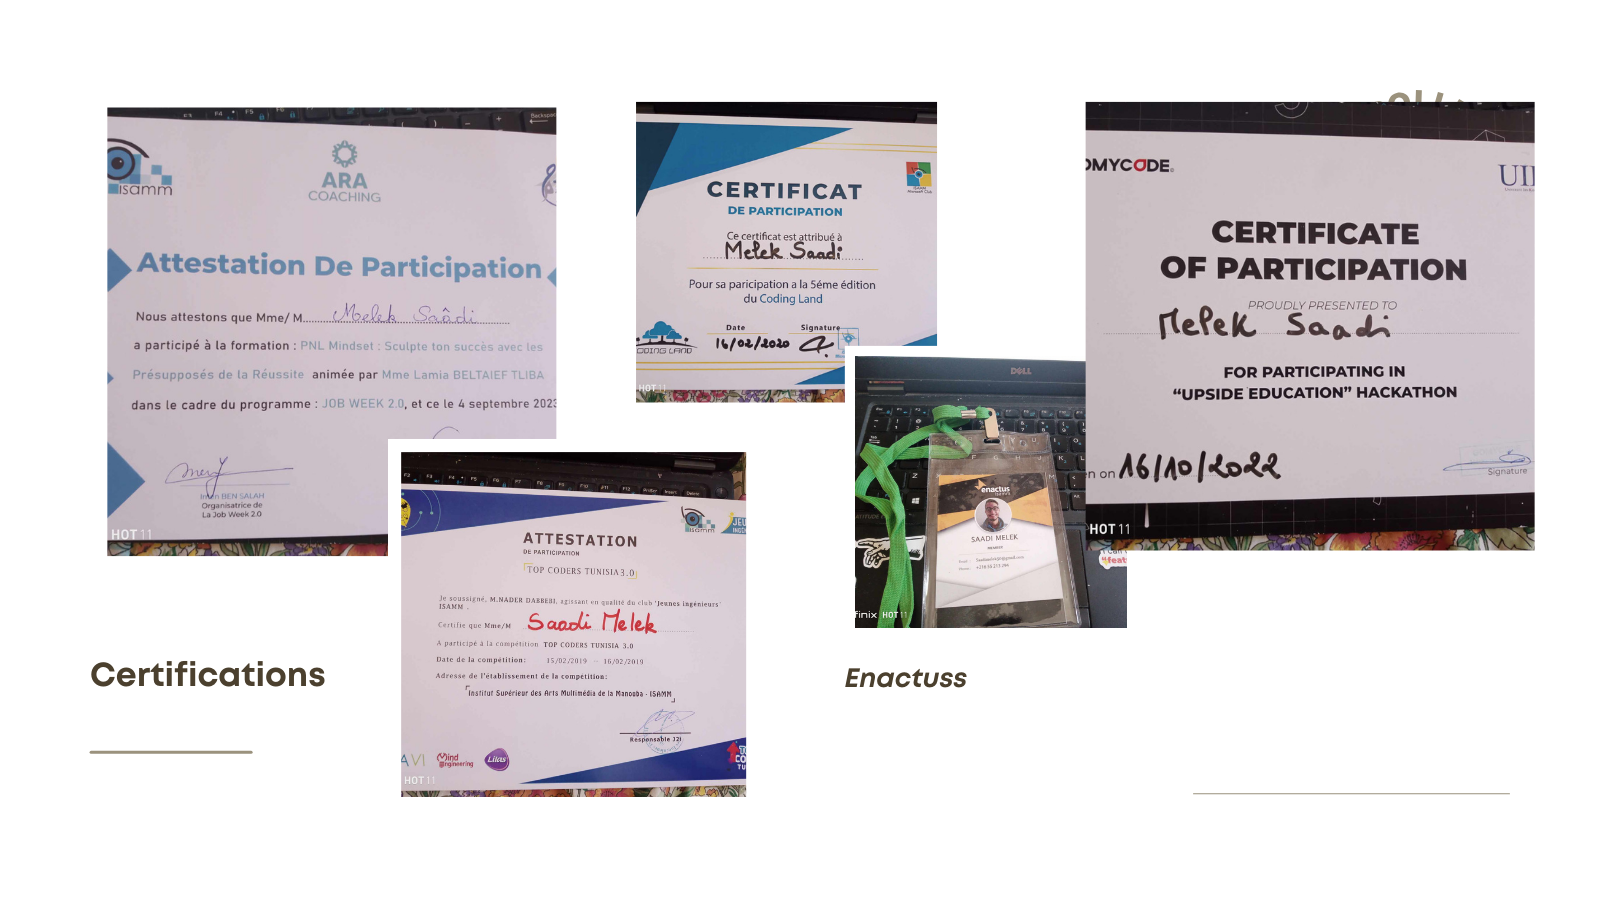 isamm
ARA
COACHING
Attestation De Participation
Nous attestons que Mme/ M. Melek Saâdi
a participé à la formation : PNL Mindset : Sculpte ton succès avec les
Présupposés de la Réussite animée par Mme Lamia BELTAIEF TLIBA
dans le cadre du programme : JOB WEEK 2.0, et ce le 4 septembre 2023
BEN SALAH
Organisatrice de
La Job Week 2.0
HOT 11
CERTIFICAT
DE PARTICIPATION
Ce certificat est attribué à
Melek Saadi
Pour sa paricipation a la 5éme édition
du Coding Land
Date
Signature
16/02/2020
CODING LAND
HOT 11
OMYCODE
CERTIFICATE
OF PARTICIPATION
PROUDLY PRESENTED TO
Melek Saadi
FOR PARTICIPATING IN
“UPSIDE EDUCATION” HACKATHON
n on 16/10/2022
Signature
HOT 11
isamm
ATTESTATION
DE PARTICIPATION
TOP CODERS TUNISIA 3.0
Je soussigné, M.NADER DABBEBI, agissant en qualité du club 'Jeunes ingénieurs'
ISAMM .
Certifie que Mme/M Saadi Melek
A participé à la compétition TOP CODERS TUNISIA 3.0
Date de la compétition: 15/02/2019 – 16/02/2019
Adresse de l'établissement de la compétition:
Institut Supérieur des Arts Multimédia de la Manouba - ISAMM
Responsable J2I
Mind
engineering
Lilas
HOT 11
DELL
enactus
SAADI MELEK
MEMBER
finix HOT 11
Certifications
Enactuss